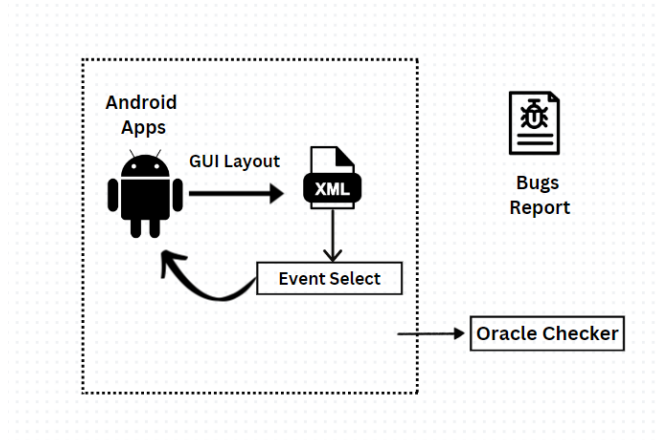 Android
Apps
GUI Layout
XML
Event Select
Bugs
Report
Oracle Checker